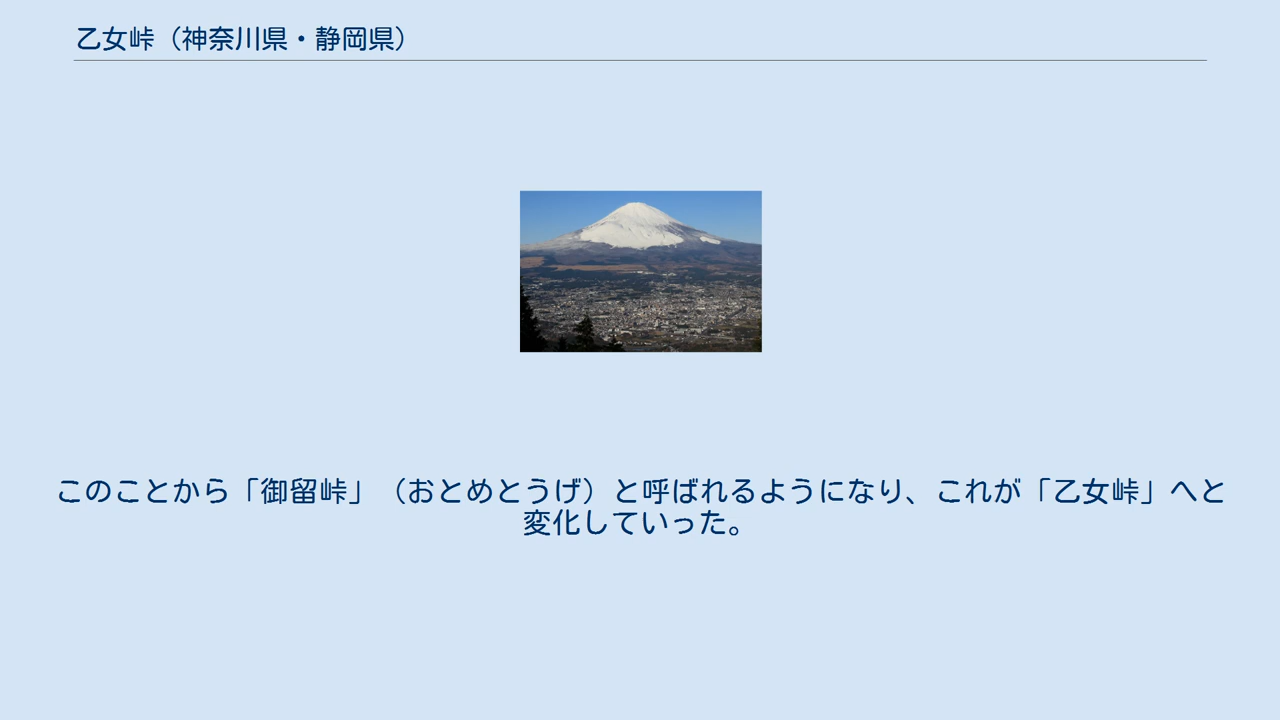 乙女峠（神奈川県・静岡県）
このことから「御留峠」（おとめとうげ）と呼ばれるようになり、これが「乙女峠」へと
変化していった。